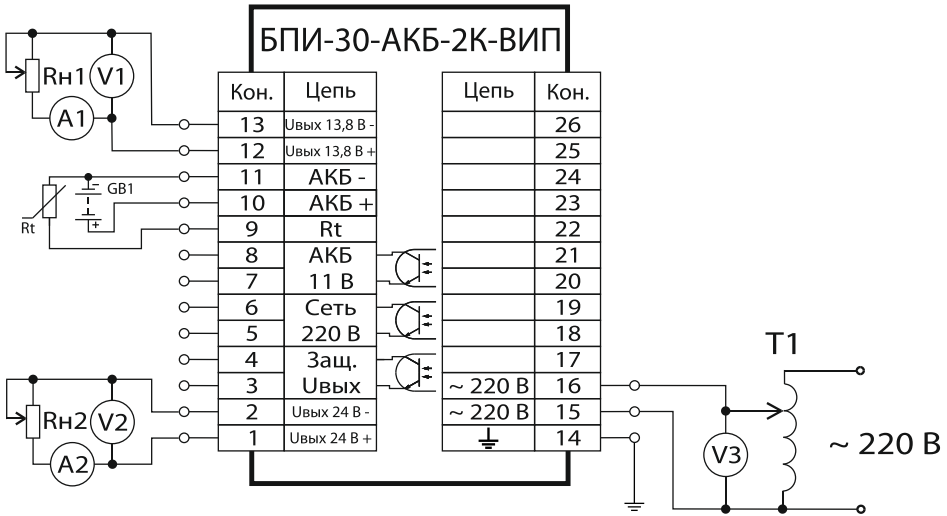 БПИ-30-АКБ-2К-ВИП
Кон. Цепь
13 Uвых 13,8 В -
12 Uвых 13,8 В +
11 АКБ -
10 АКБ +
9 Rt
8 АКБ
7 11 В
6 Сеть
5 220 В
4 Защ.
3 Uвых
2 Uвых 24 В -
1 Uвых 24 В +
Цепь Кон.
26
25
24
23
22
21
20
19
18
17
~ 220 В 16
~ 220 В 15
14
Rн1
V1
A1
GB1
Rt
Rн2
V2
A2
T1
V3
~ 220 В